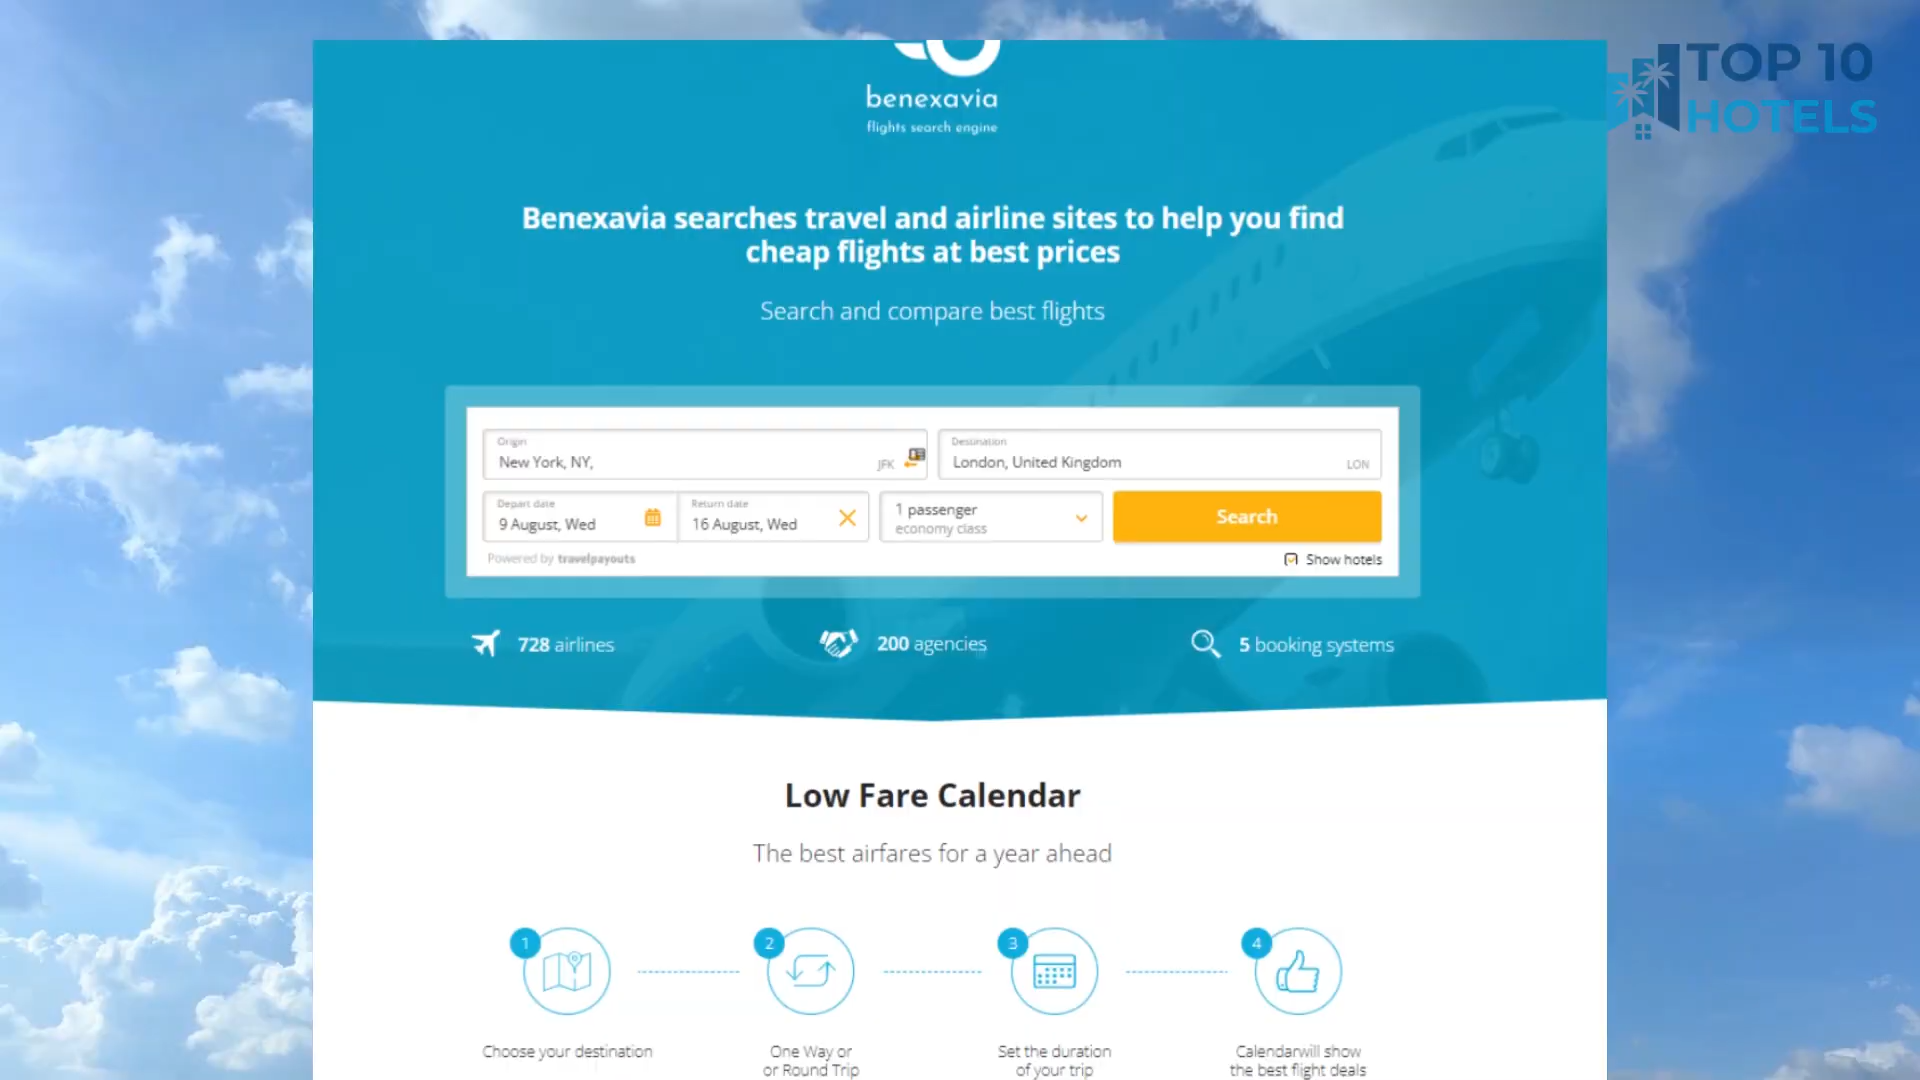 TOP 10
HOTELS
benexavia
flights search engine
Benexavia searches travel and airline sites to help you find
cheap flights at best prices
Search and compare best flights
Origin
New York, NY,
JFK
Destination
London, United Kingdom
LON
Depart date
9 August, Wed
Return date
16 August, Wed
1 passenger
economy class
Search
Powered by travelpayouts
Show hotels
728 airlines
200 agencies
5 booking systems
Low Fare Calendar
The best airfares for a year ahead
1
2
3
4
Choose your destination
One Way or
or Round Trip
Set the duration
of your trip
Calendarwill show
the best flight deals